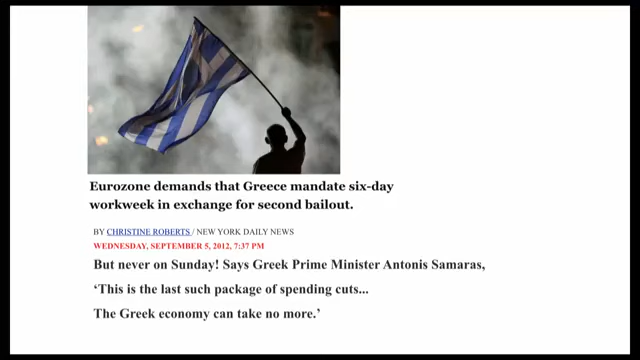 Eurozone demands that Greece mandate six-day
workweek in exchange for second bailout.
BY CHRISTINE ROBERTS / NEW YORK DAILY NEWS
WEDNESDAY, SEPTEMBER 5, 2012, 7:37 PM
But never on Sunday! Says Greek Prime Minister Antonis Samaras,
‘This is the last such package of spending cuts...
The Greek economy can take no more.’